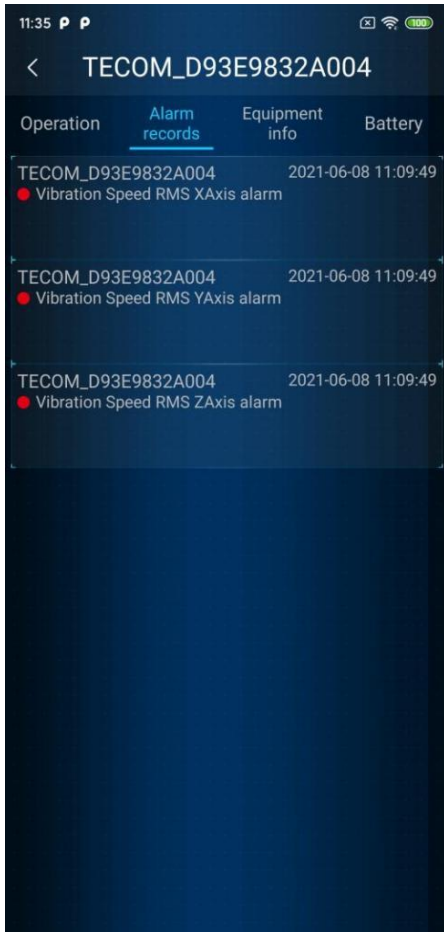 11:35 P P 100
TECOM_D93E9832A004
Operation Alarm records Equipment info Battery
TECOM_D93E9832A004 2021-06-08 11:09:49
Vibration Speed RMS XAxis alarm
TECOM_D93E9832A004 2021-06-08 11:09:49
Vibration Speed RMS YAxis alarm
TECOM_D93E9832A004 2021-06-08 11:09:49
Vibration Speed RMS ZAxis alarm